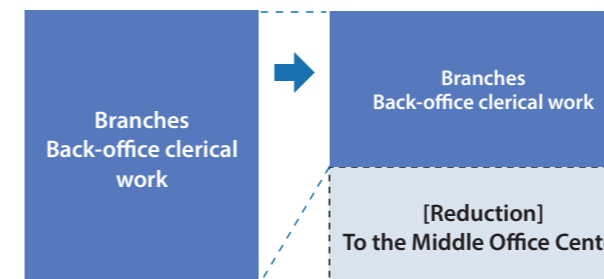 Branches
Back-office clerical
work
Branches
Back-office clerical work
[Reduction]
To the Middle Office Cent